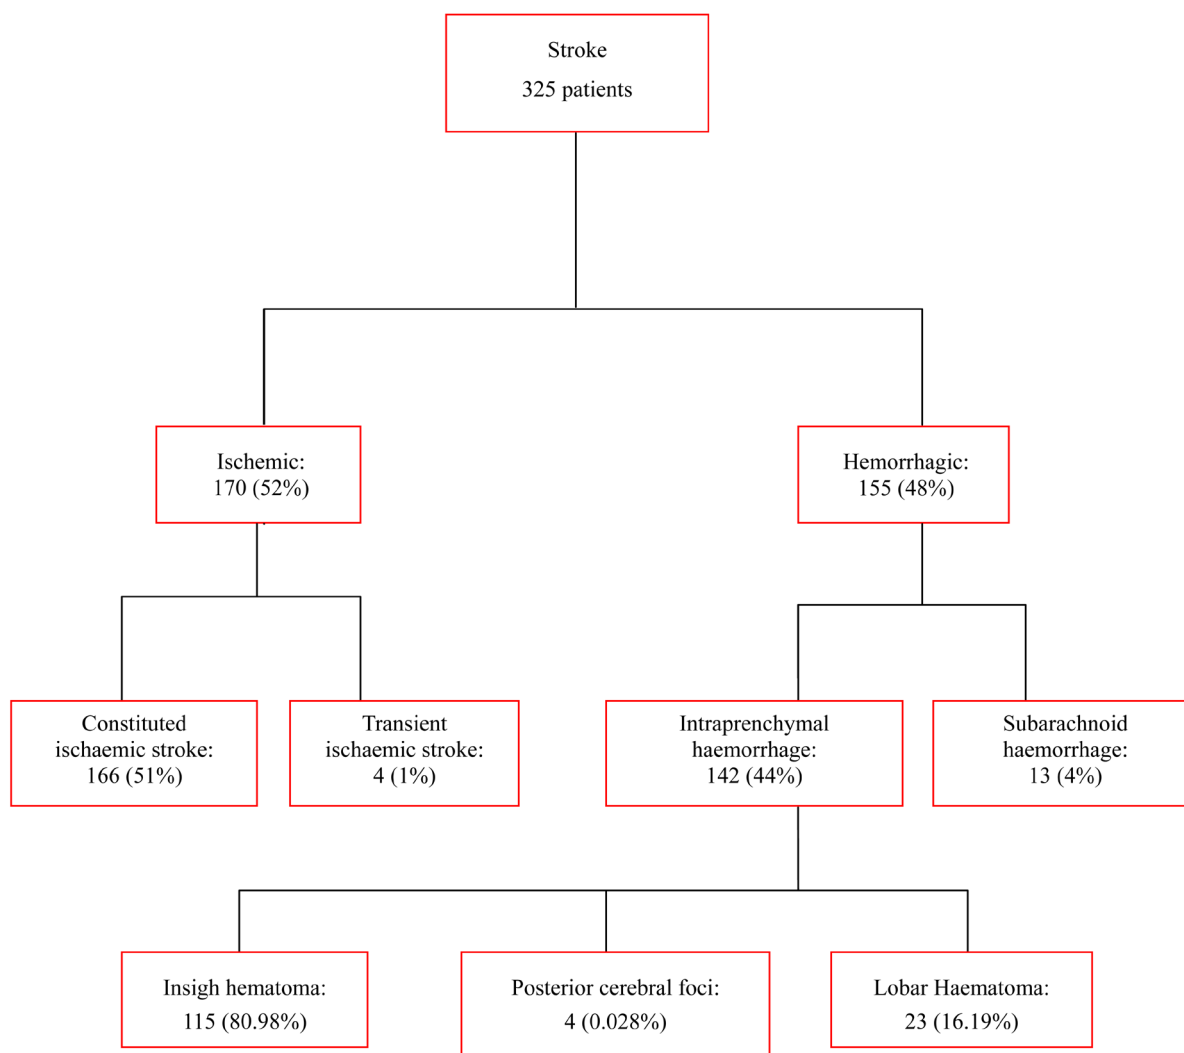 Stroke
325 patients
Ischemic:
170 (52%)
Hemorrhagic:
155 (48%)
Constituted
ischaemic stroke:
166 (51%)
Transient
ischaemic stroke:
4 (1%)
Intraprenchymal
haemorrhage:
142 (44%)
Subarachnoid
haemorrhage:
13 (4%)
Insigh hematoma:
115 (80.98%)
Posterior cerebral foci:
4 (0.028%)
Lobar Haematoma:
23 (16.19%)